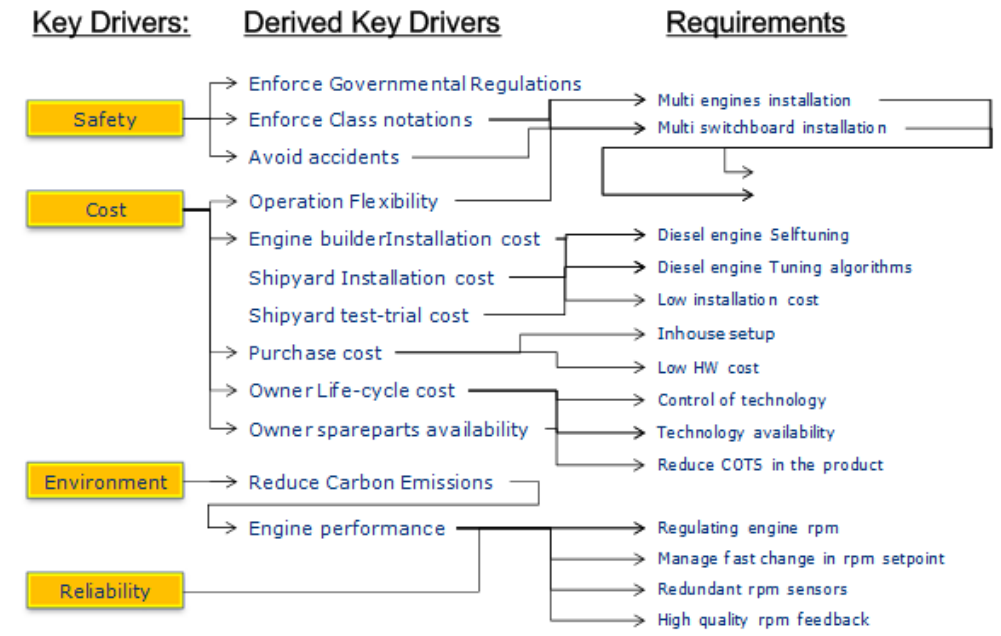 Key Drivers:
Derived Key Drivers
Requirements
Safety
Enforce Governmental Regulations
Enforce Class notations
Avoid accidents
Multi engines installation
Multi switchboard installation
Cost
Operation Flexibility
Engine builderInstallation cost
Shipyard Installation cost
Shipyard test-trial cost
Purchase cost
Owner Life-cycle cost
Owner spareparts availability
Diesel engine Selftuning
Diesel engine Tuning algorithms
Low installation cost
Inhouse setup
Low HW cost
Control of technology
Technology availability
Reduce COTS in the product
Environment
Reduce Carbon Emissions
Engine performance
Reliability
Regulating engine rpm
Manage fast change in rpm setpoint
Redundant rpm sensors
High quality rpm feedback